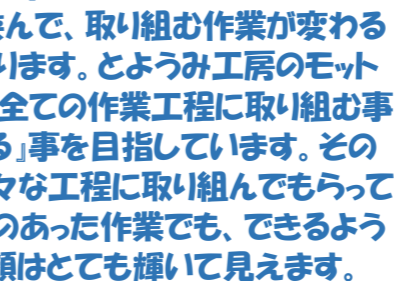 んで、取り組む作業が変わる
ります。とようみ工房のモット
全ての作業工程に取り組む事
る』事を目指しています。その
々な工程に取り組んでもらって
のあった作業でも、できるよう
顔はとても輝いて見えます。